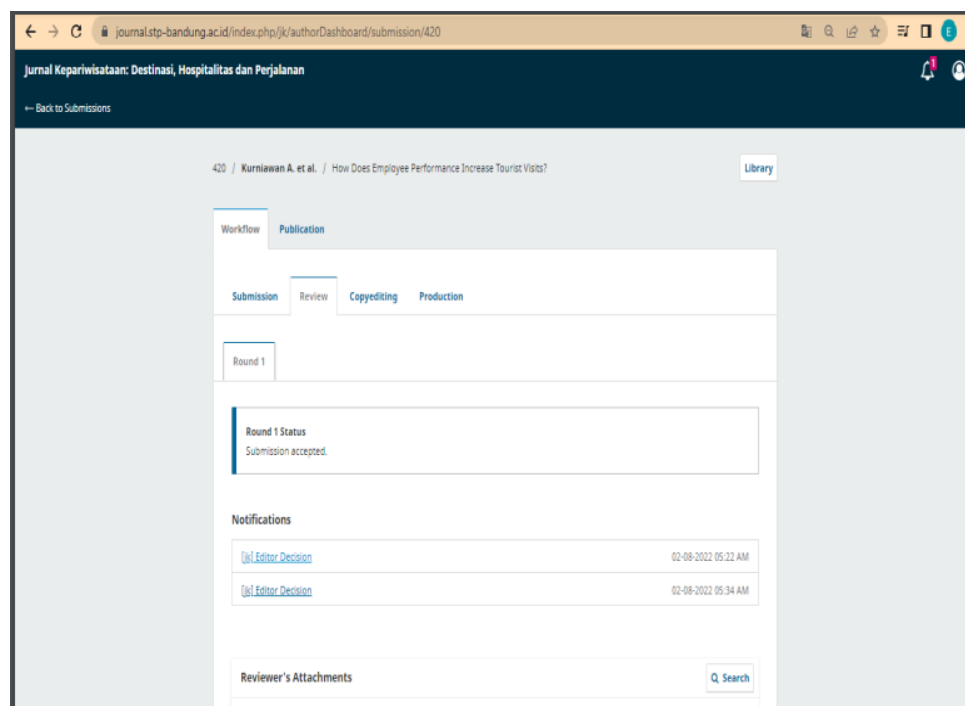 journal.stp-bandung.ac.id/index.php/jk/authorDashboard/submission/420
E
Jurnal Kepariwisataan: Destinasi, Hospitalitas dan Perjalanan
1
← Back to Submissions
420 / Kurniawan A. et al. / How Does Employee Performance Increase Tourist Visits?
Library
Workflow Publication
Submission Review Copyediting Production
Round 1
Round 1 Status
Submission accepted.
Notifications
[jk] Editor Decision 02-08-2022 05:22 AM
[jk] Editor Decision 02-08-2022 05:34 AM
Reviewer's Attachments
Search